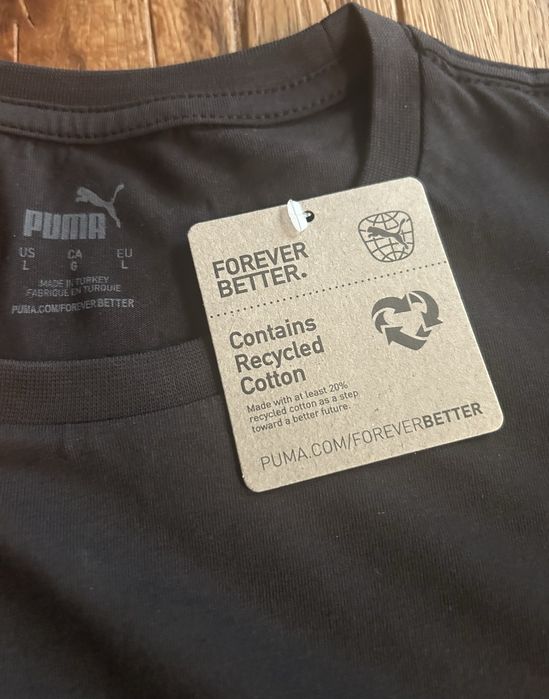 PUMA
US CA EU
L G L
MADE IN TURKEY
FABRIQUÉ EN TURQUIE
PUMA.COM/FOREVERBETTER
FOREVER
BETTER.
Contains
Recycled
Cotton
Made with at least 20%
recycled cotton as a step
toward a better future.
PUMA.COM/FOREVERBETTER